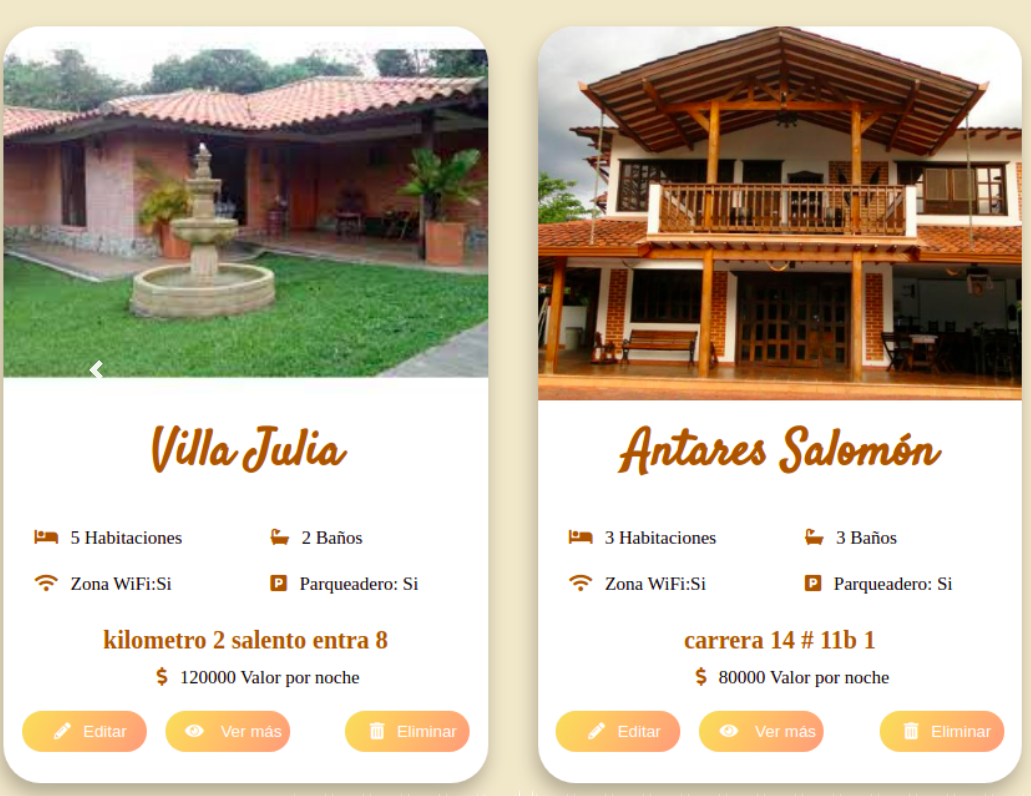 Villa Julia
5 Habitaciones
2 Baños
Zona WiFi:Si
Parqueadero: Si
kilometro 2 salento entra 8
$ 120000 Valor por noche
Editar
Ver más
Eliminar
Antares Salomón
3 Habitaciones
3 Baños
Zona WiFi:Si
Parqueadero: Si
carrera 14 # 11b 1
$ 80000 Valor por noche
Editar
Ver más
Eliminar